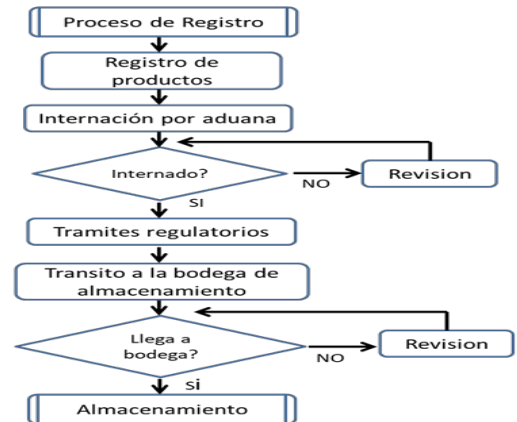 Proceso de Registro
Registro de
productos
Internación por aduana
Internado?
NO
Revision
SI
Tramites regulatorios
Transito a la bodega de
almacenamiento
Llega a
bodega?
NO
Revision
Si
Almacenamiento